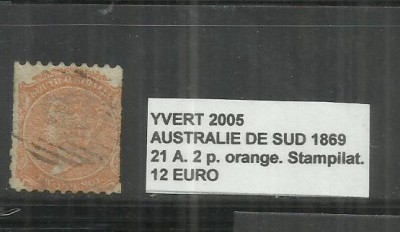 YVERT 2005
AUSTRALIE DE SUD 1869
21 A. 2 p. orange. Stampilat.
12 EURO